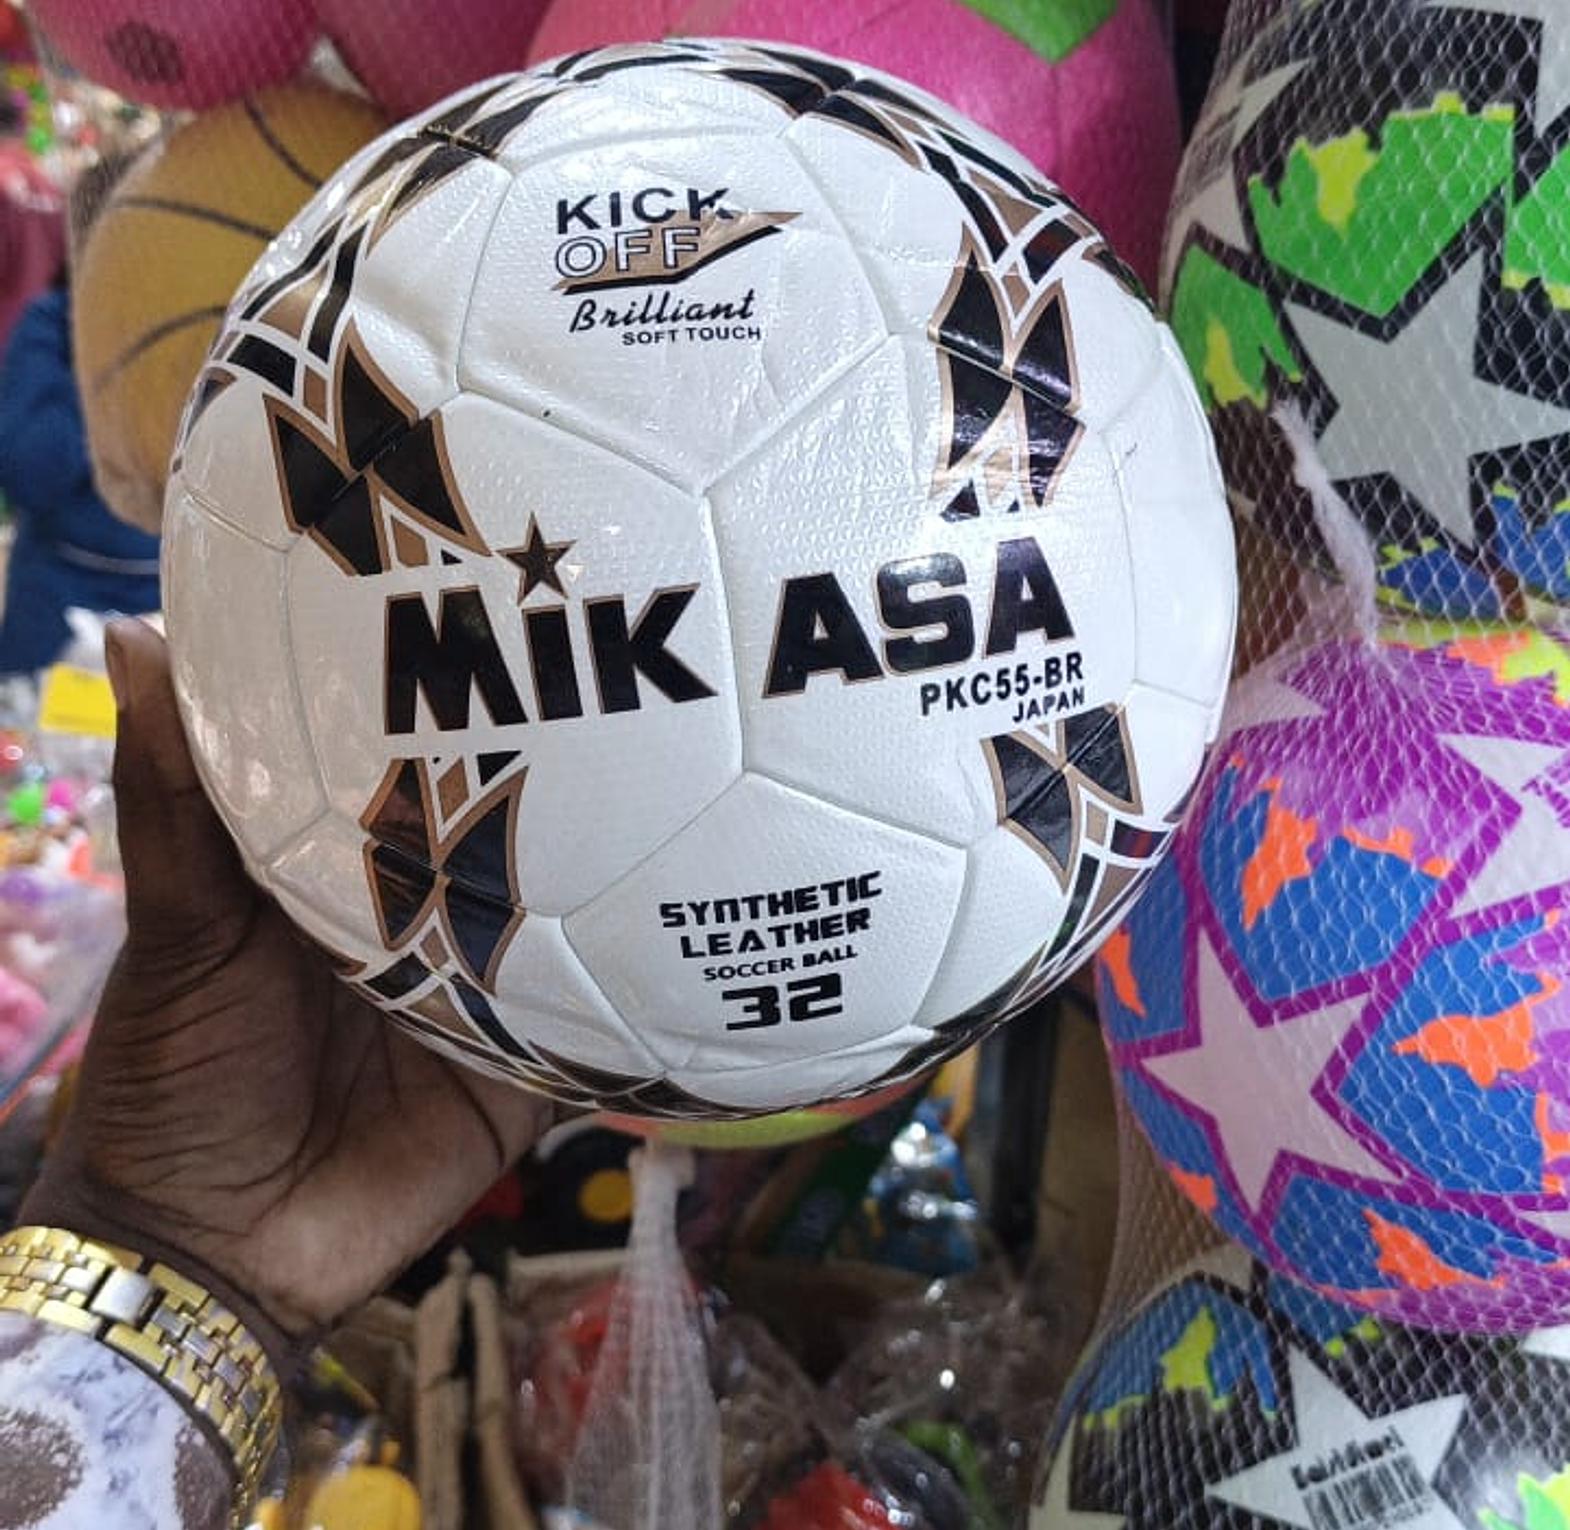 KICK
OFF
Brilliant
SOFT TOUCH
MiKASA
PKC55-BR
JAPAN
SYNTHETIC
LEATHER
SOCCER BALL
32